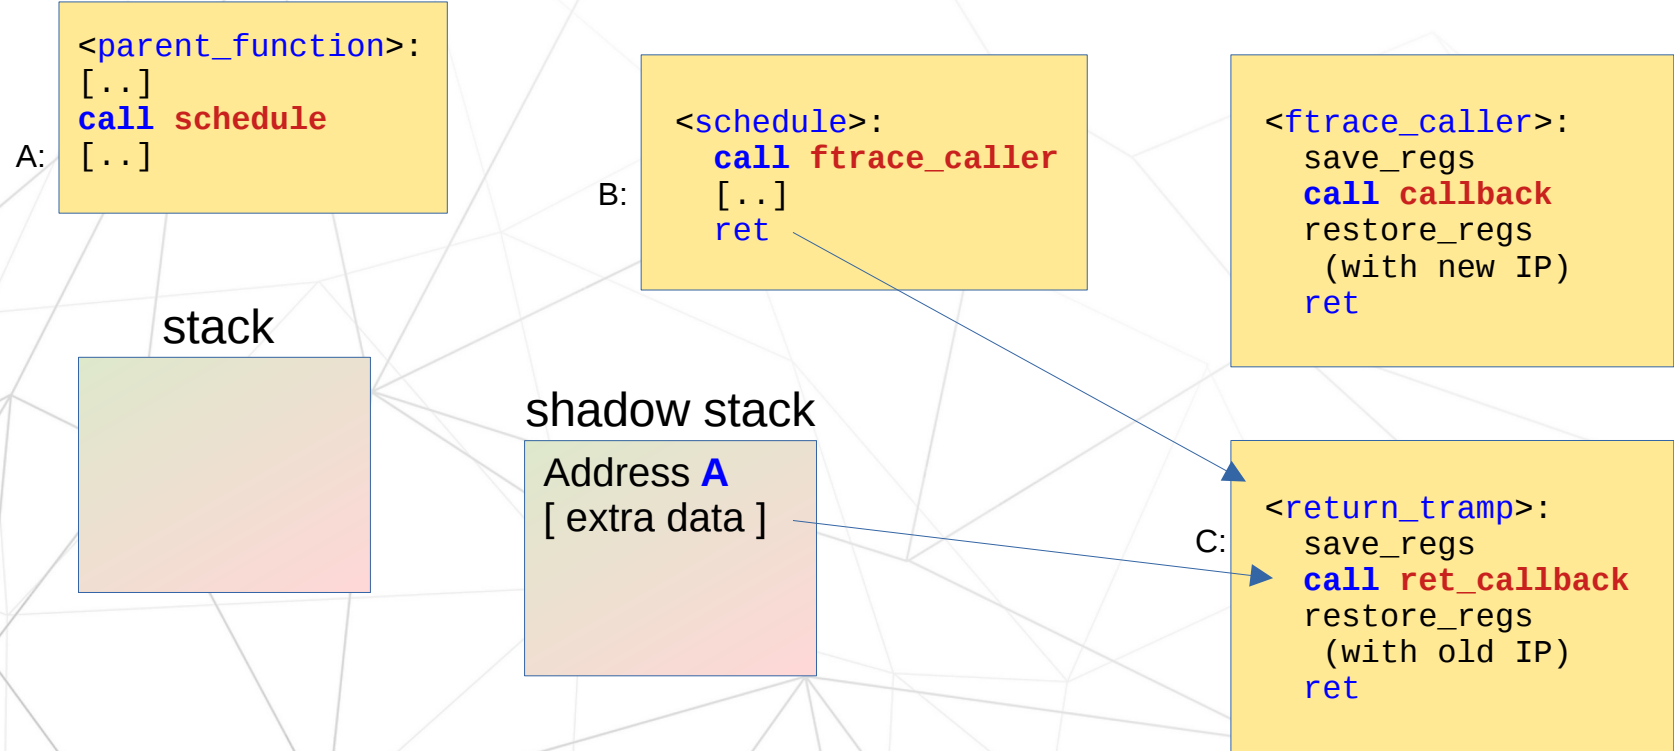 <parent_function>:
[..]
call schedule
[..]
A:
<schedule>:
call ftrace_caller
[..]
ret
B:
<ftrace_caller>:
save_regs
call callback
restore_regs
(with new IP)
ret
stack
shadow stack
Address A
[ extra data ]
<return_tramp>:
save_regs
call ret_callback
restore_regs
(with old IP)
ret
C: